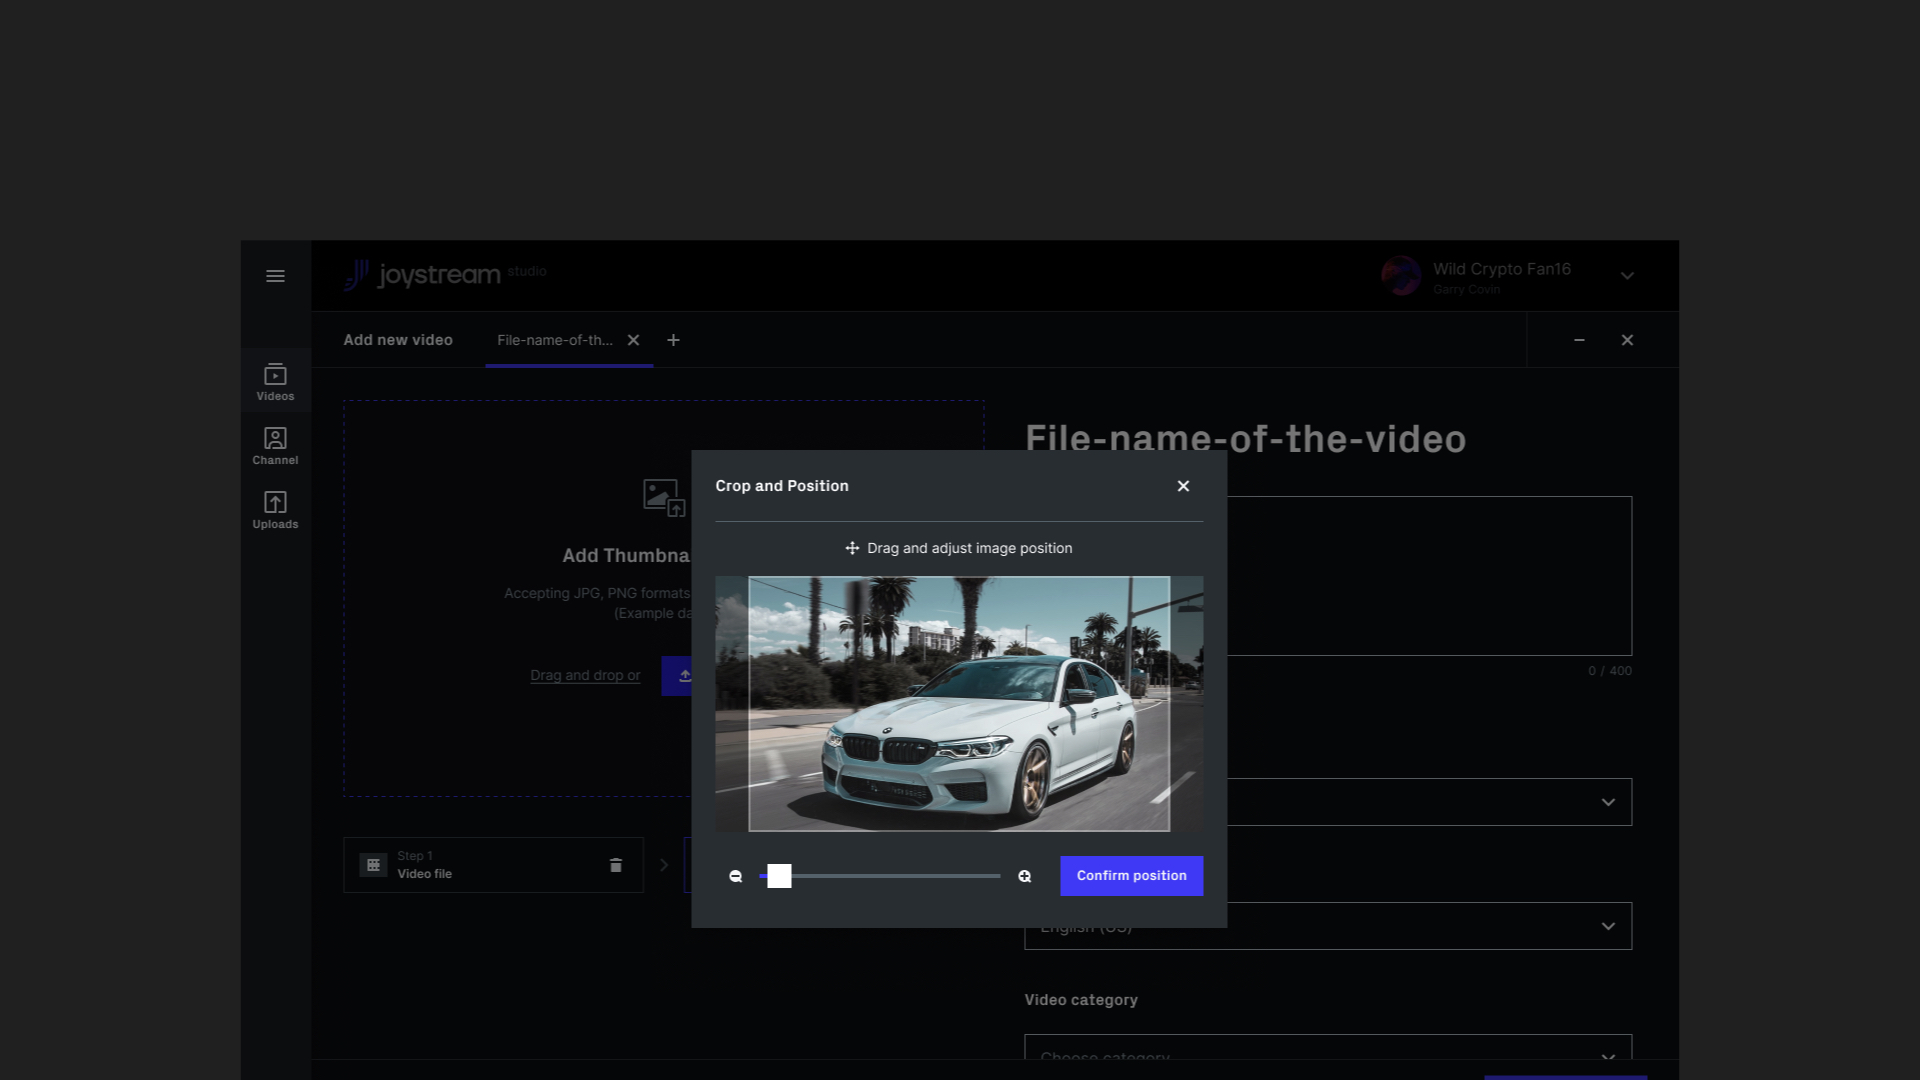 joystream studio
Wild Crypto Fan16
Garry Covin
Add new video
File-name-of-th...
Videos
Channel
Uploads
File-name-of-the-video
Crop and Position
Drag and adjust image position
Add Thumbna
Accepting JPG, PNG formats
(Example da
Drag and drop or
0 / 400
Step 1
Video file
Confirm position
English (US)
Video category
Choose category